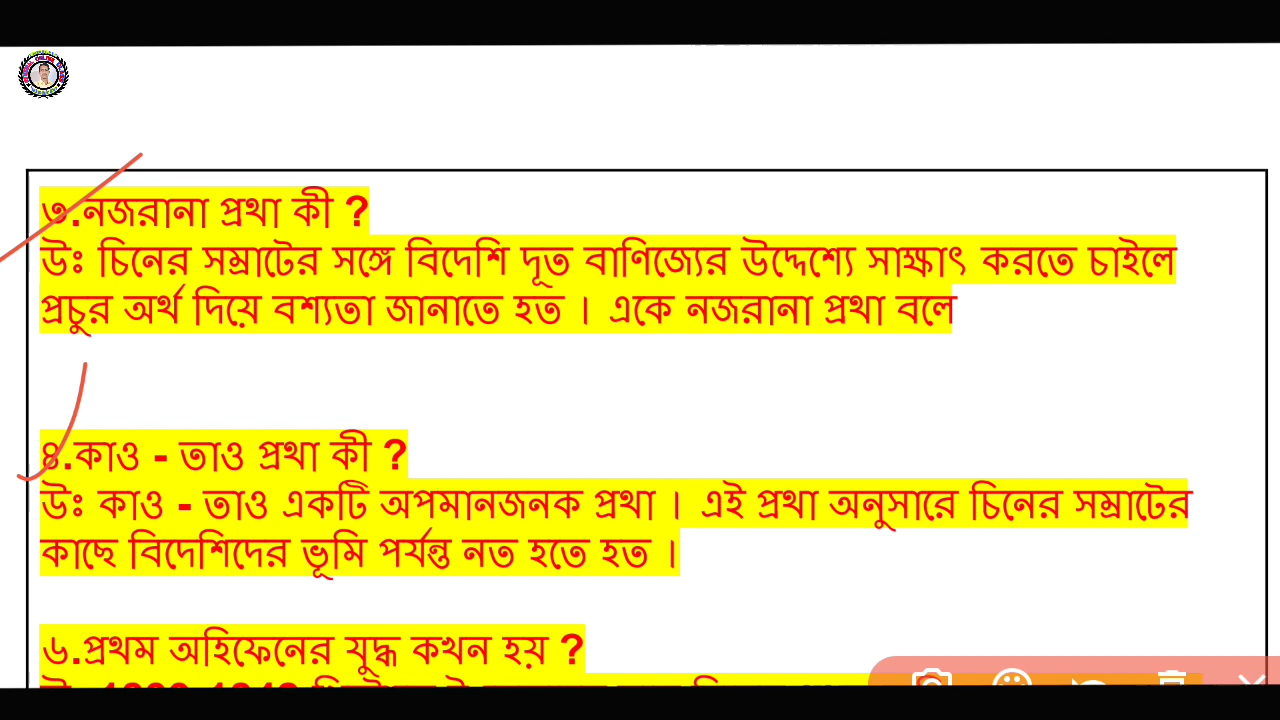 ৩.নজরানা প্রথা কী ?
উঃ চিনের সম্রাটের সঙ্গে বিদেশি দূত বাণিজ্যের উদ্দেশ্যে সাক্ষাৎ করতে চাইলে
প্রচুর অর্থ দিয়ে বশ্যতা জানাতে হত । একে নজরানা প্রথা বলে
৪.কাও - তাও প্রথা কী ?
উঃ কাও - তাও একটি অপমানজনক প্রথা । এই প্রথা অনুসারে চিনের সম্রাটের
কাছে বিদেশিদের ভূমি পর্যন্ত নত হতে হত ।
৬.প্রথম অহিফেনের যুদ্ধ কখন হয় ?